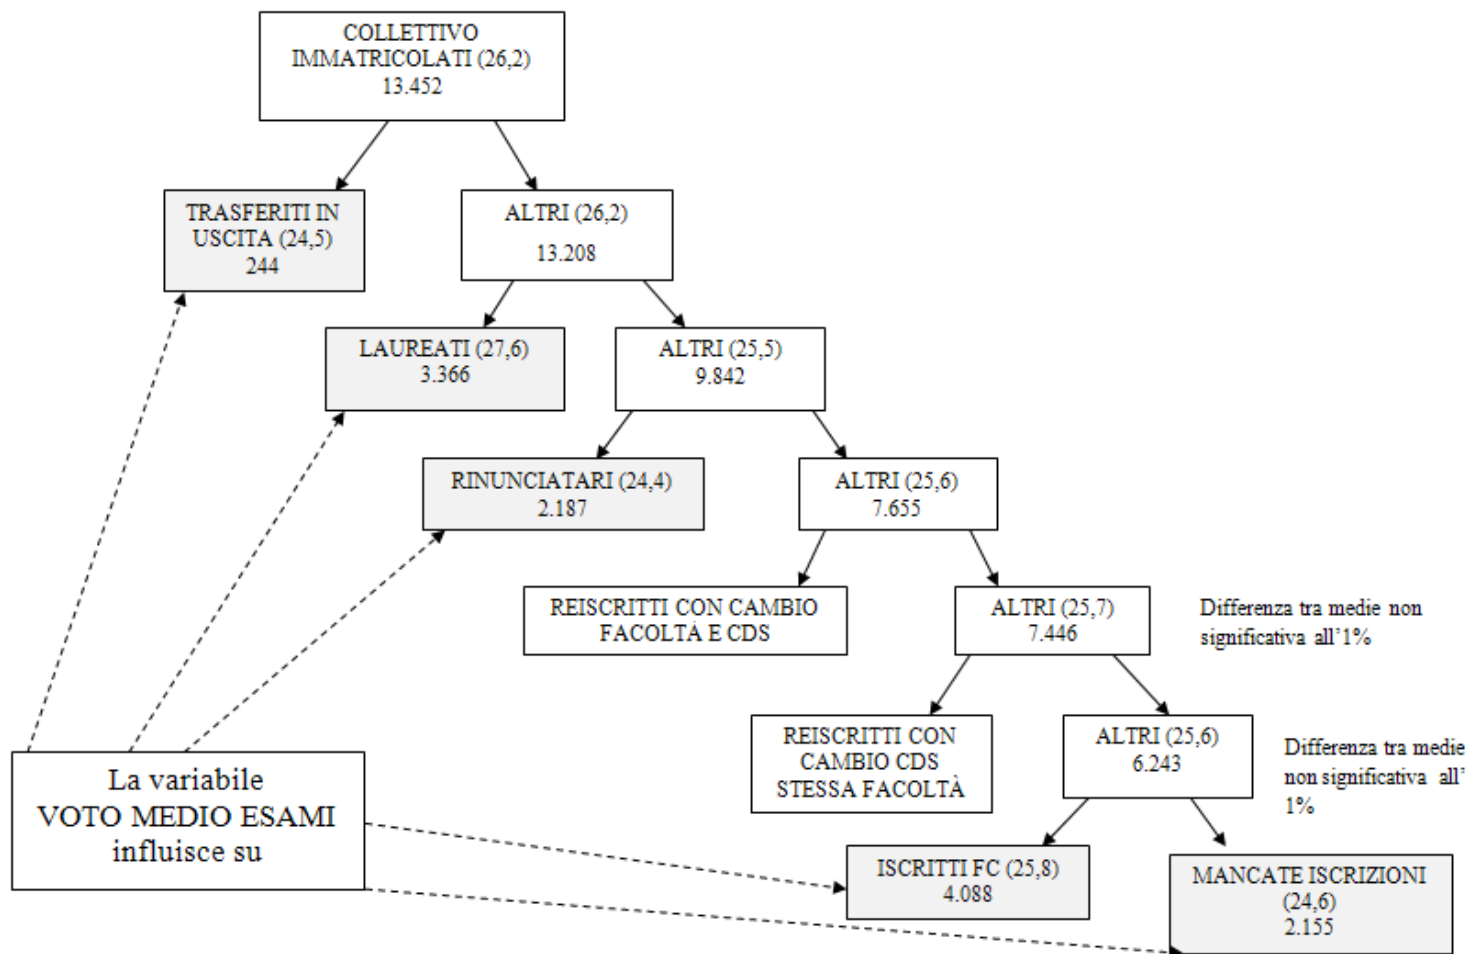 COLLETTIVO
IMMATRICOLATI (26,2)
13.452
TRASFERITI IN
USCITA (24,5)
244
ALTRI (26,2)
13.208
LAUREATI (27,6)
3.366
ALTRI (25,5)
9.842
RINUNCIATARI (24,4)
2.187
ALTRI (25,6)
7.655
REISCRITTI CON CAMBIO
FACOLTÀ E CDS
ALTRI (25,7)
7.446
Differenza tra medie non
significativa all'1%
REISCRITTI CON
CAMBIO CDS
STESSA FACOLTÀ
ALTRI (25,6)
6.243
Differenza tra medie
non significativa all'
1%
La variabile
VOTO MEDIO ESAMI
influisce su
ISCRITTI FC (25,8)
4.088
MANCATE ISCRIZIONI
(24,6)
2.155